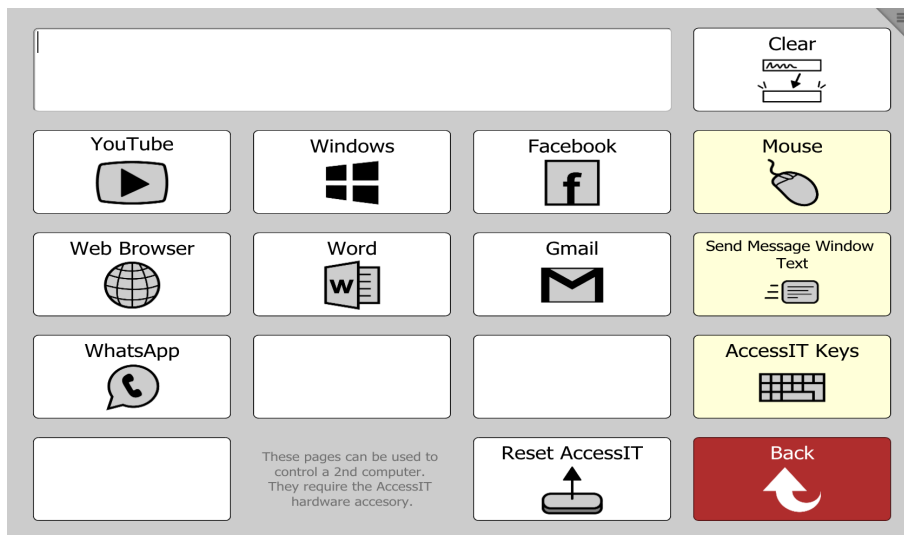 Clear
YouTube
Windows
Facebook
Mouse
Web Browser
Word
W
Gmail
Send Message Window
Text
WhatsApp
AccessIT Keys
These pages can be used to
control a 2nd computer.
They require the AccessIT
hardware accesory.
Reset AccessIT
Back